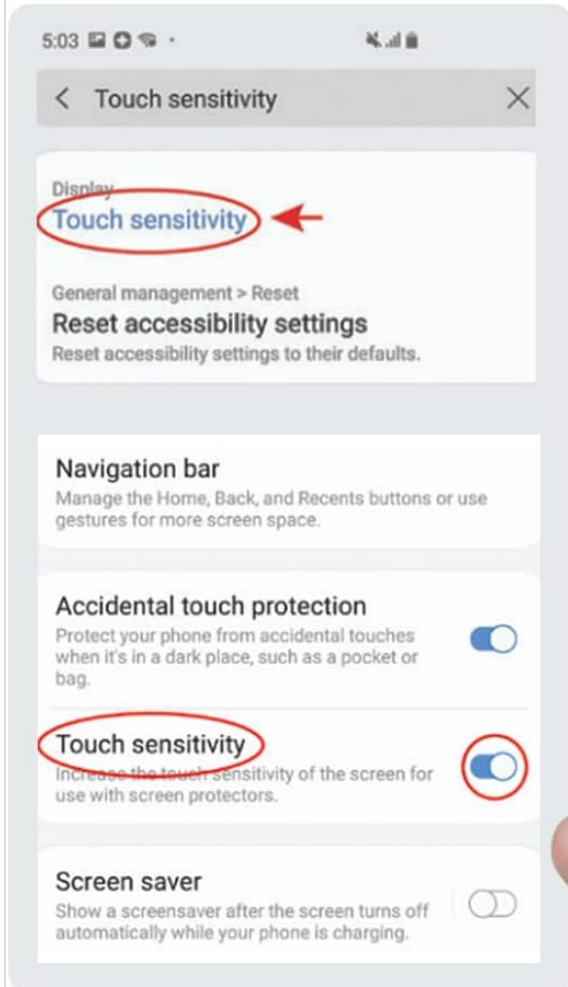 5:03
Touch sensitivity
Display
Touch sensitivity
General management > Reset
Reset accessibility settings
Reset accessibility settings to their defaults.
Navigation bar
Manage the Home, Back, and Recents buttons or use
gestures for more screen space.
Accidental touch protection
Protect your phone from accidental touches
when it's in a dark place, such as a pocket or
bag.
Touch sensitivity
Increase the touch sensitivity of the screen for
use with screen protectors.
Screen saver
Show a screensaver after the screen turns off
automatically while your phone is charging.